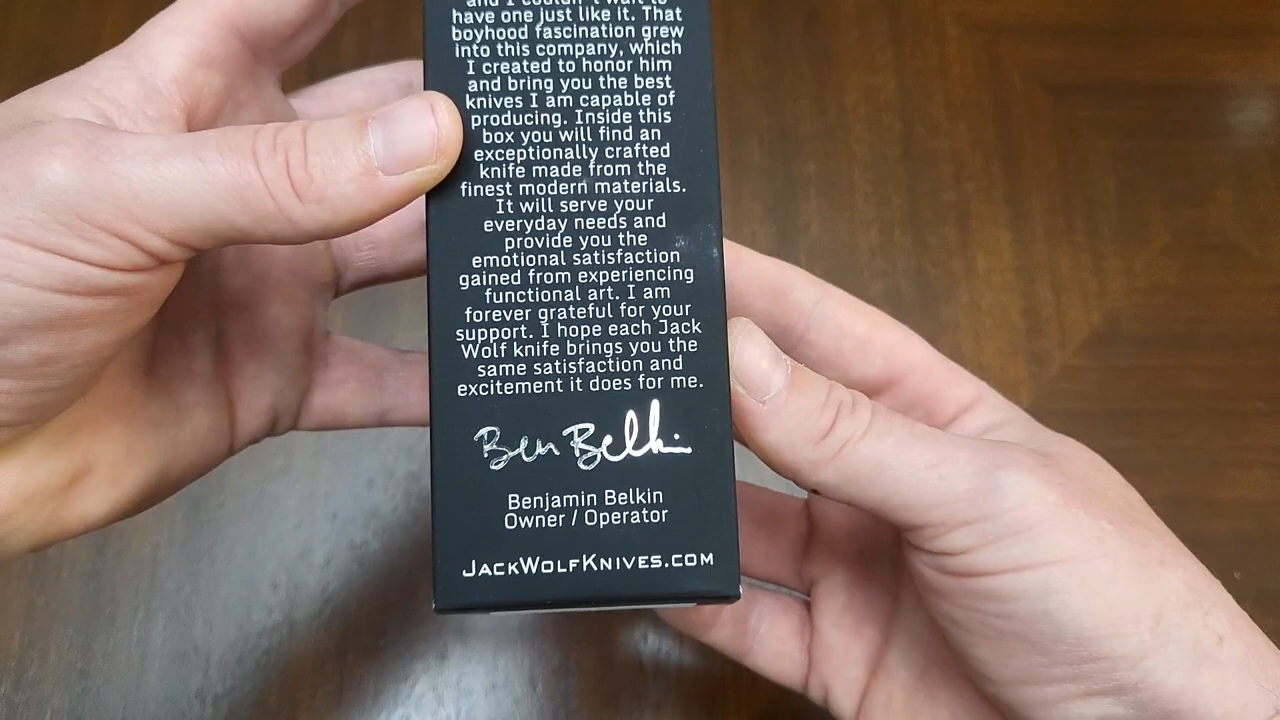 and I couldn't wait to
have one just like it. That
boyhood fascination grew
into this company, which
I created to honor him
and bring you the best
knives I am capable of
producing. Inside this
box you will find an
exceptionally crafted
knife made from the
finest modern materials.
It will serve your
everyday needs and
provide you the
emotional satisfaction
gained from experiencing
functional art. I am
forever grateful for your
support. I hope each Jack
Wolf knife brings you the
same satisfaction and
excitement it does for me.
Ben Belkin
Benjamin Belkin
Owner / Operator
JackWolfKnives.com